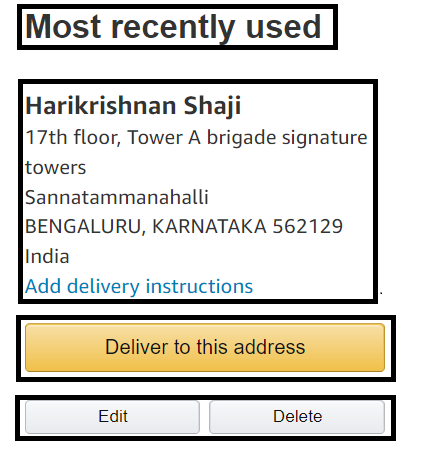 Most recently used
Harikrishnan Shaji
17th floor, Tower A brigade signature
towers
Sannatammanahalli
BENGALURU, KARNATAKA 562129
India
Add delivery instructions
.
Deliver to this address
Edit Delete